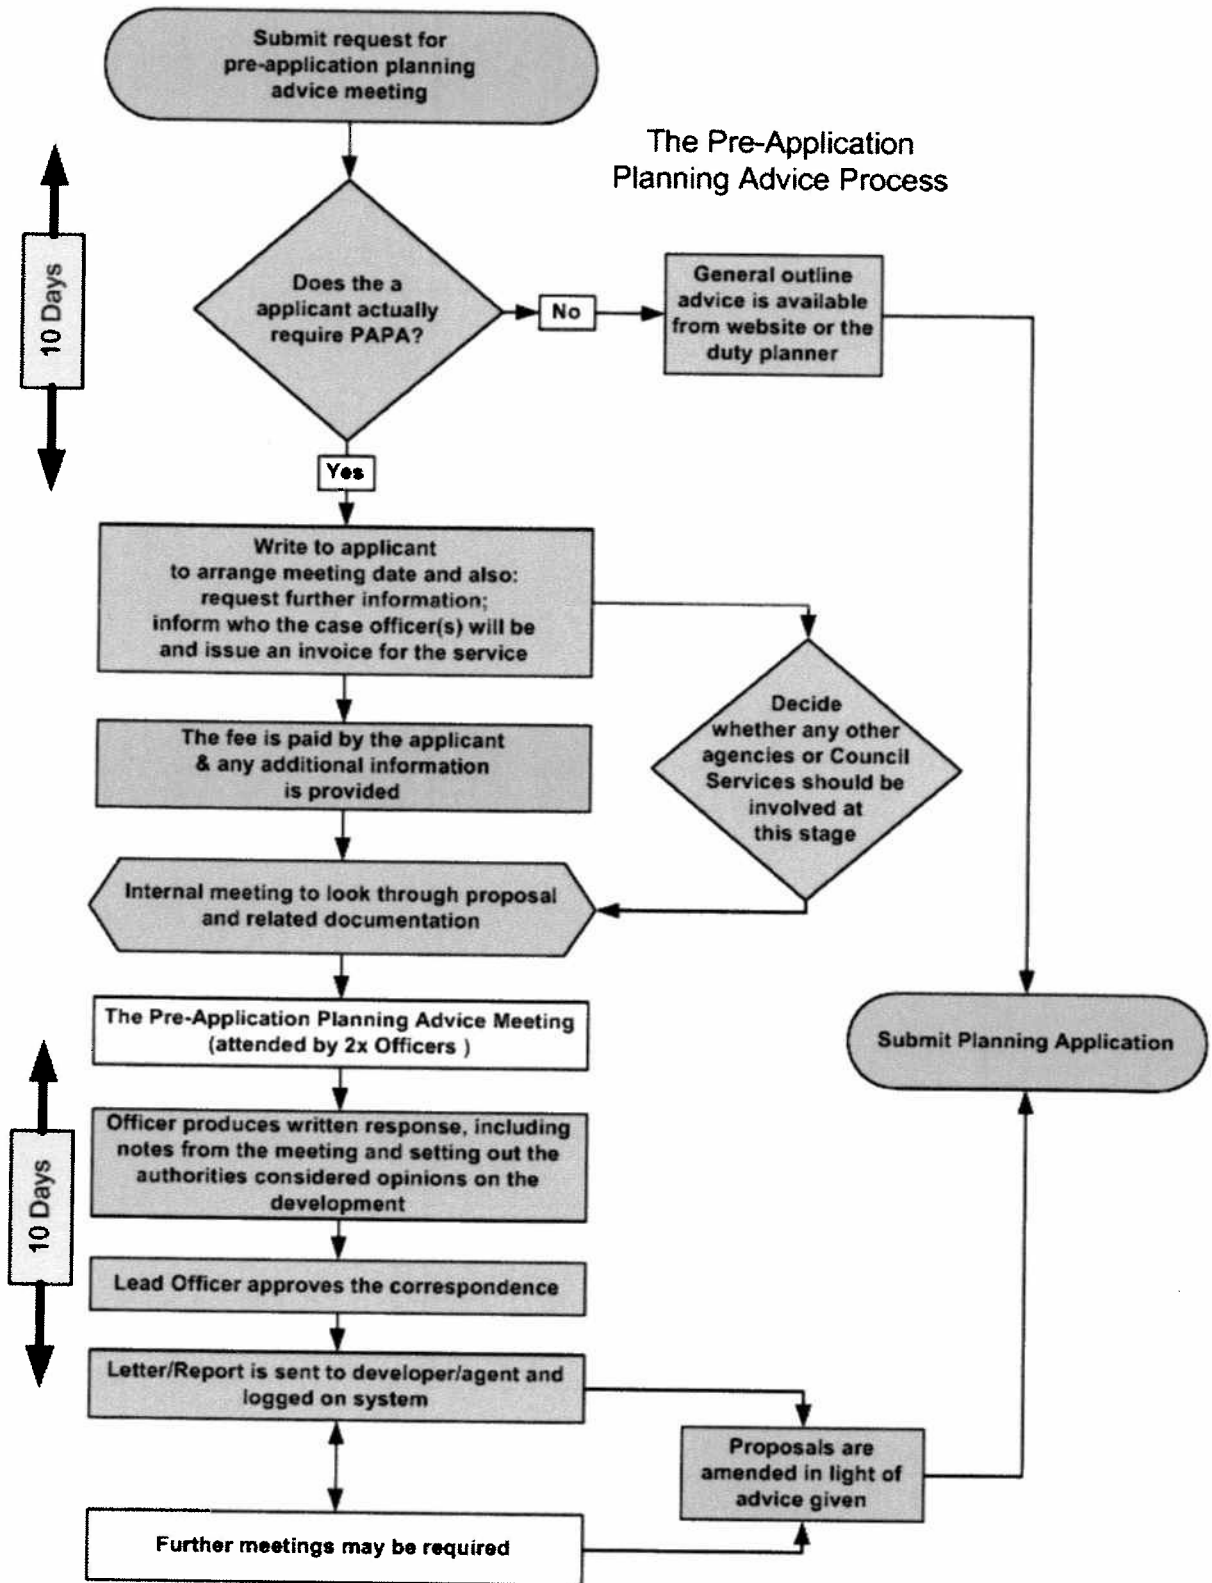 Submit request for
pre-application planning
advice meeting
The Pre-Application
Planning Advice Process
10 Days
Does the a
applicant actually
require PAPA?
No
General outline
advice is available
from website or the
duty planner
Yes
Write to applicant
to arrange meeting date and also:
request further information;
inform who the case officer(s) will be
and issue an invoice for the service
Decide
whether any other
agencies or Council
Services should be
involved at
this stage
The fee is paid by the applicant
& any additional information
is provided
Internal meeting to look through proposal
and related documentation
The Pre-Application Planning Advice Meeting
(attended by 2x Officers )
Submit Planning Application
10 Days
Officer produces written response, including
notes from the meeting and setting out the
authorities considered opinions on the
development
Lead Officer approves the correspondence
Letter/Report is sent to developer/agent and
logged on system
Proposals are
amended in light of
advice given
Further meetings may be required